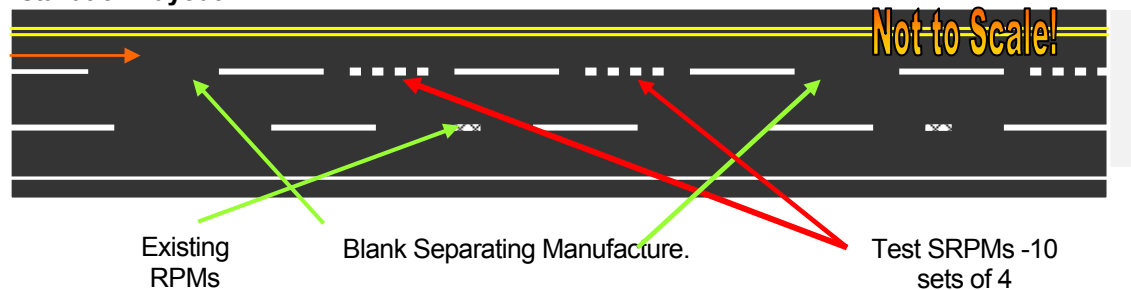 Not to Scale!
Existing
RPMs
Blank Separating Manufacture.
Test SRPMs -10
sets of 4